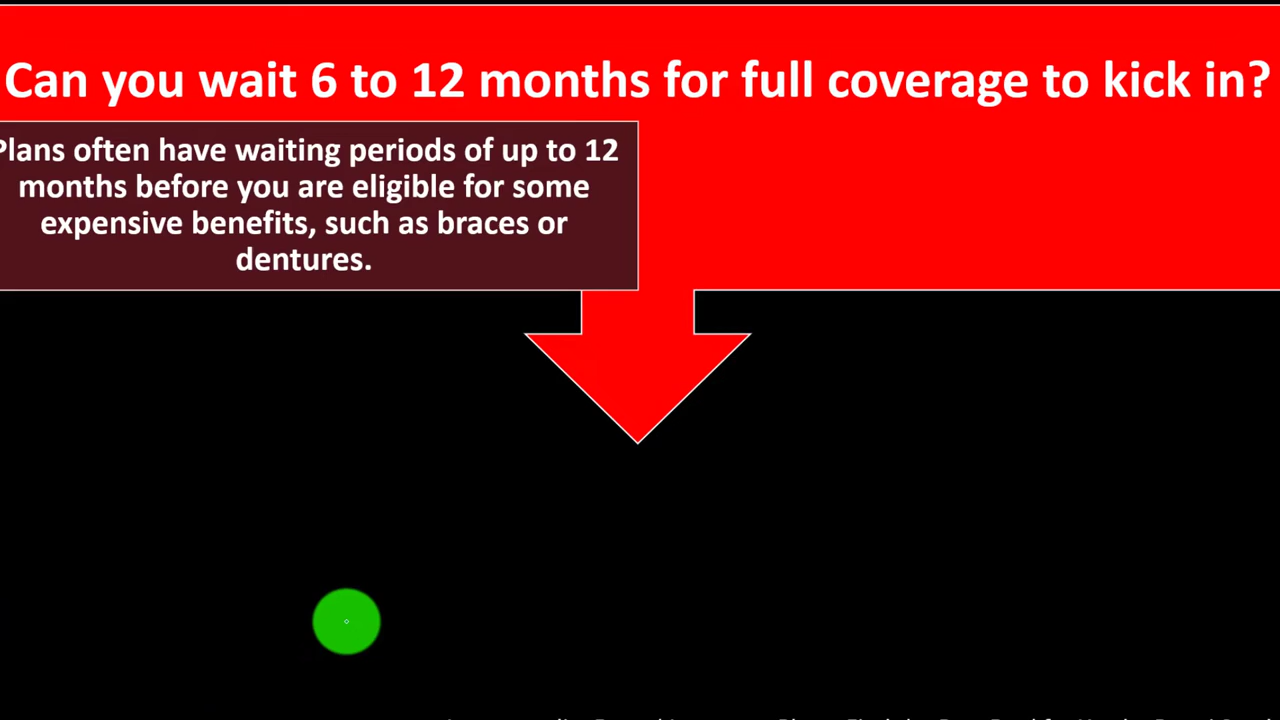 Can you wait 6 to 12 months for full coverage to kick in?
Plans often have waiting periods of up to 12
months before you are eligible for some
expensive benefits, such as braces or
dentures.